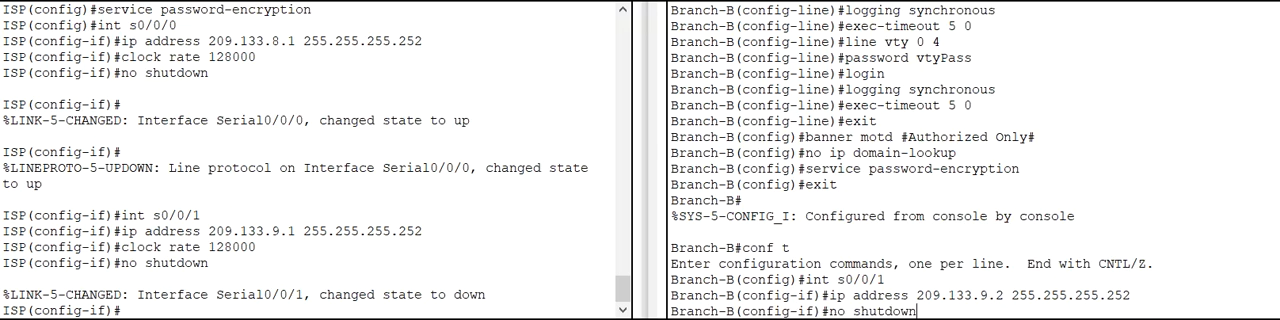 ISP(config)#service password-encryption
ISP(config)#int s0/0/0
ISP(config-if)#ip address 209.133.8.1 255.255.255.252
ISP(config-if)#clock rate 128000
ISP(config-if)#no shutdown
ISP(config-if)#
%LINK-5-CHANGED: Interface Serial0/0/0, changed state to up
ISP(config-if)#
%LINEPROTO-5-UPDOWN: Line protocol on Interface Serial0/0/0, changed state
to up
ISP(config-if)#int s0/0/1
ISP(config-if)#ip address 209.133.9.1 255.255.255.252
ISP(config-if)#clock rate 128000
ISP(config-if)#no shutdown
%LINK-5-CHANGED: Interface Serial0/0/1, changed state to down
ISP(config-if)#
Branch-B(config-line)#logging synchronous
Branch-B(config-line)#exec-timeout 5 0
Branch-B(config-line)#line vty 0 4
Branch-B(config-line)#password vtyPass
Branch-B(config-line)#login
Branch-B(config-line)#logging synchronous
Branch-B(config-line)#exec-timeout 5 0
Branch-B(config-line)#exit
Branch-B(config)#banner motd #Authorized Only#
Branch-B(config)#no ip domain-lookup
Branch-B(config)#service password-encryption
Branch-B(config)#exit
Branch-B#
%SYS-5-CONFIG_I: Configured from console by console
Branch-B#conf t
Enter configuration commands, one per line.  End with CNTL/Z.
Branch-B(config)#int s0/0/1
Branch-B(config-if)#ip address 209.133.9.2 255.255.255.252
Branch-B(config-if)#no shutdown